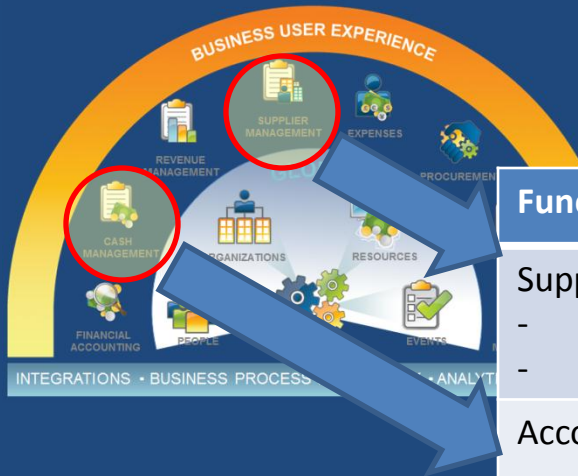 BUSINESS USER EXPERIENCE
SUPPLIER
MANAGEMENT
EXPENSES
REVENUE
MANAGEMENT
PROCUREMEN
CASH
MANAGEMENT
RGANIZATIONS
RESOURCES
FINANCIAL
ACCOUNTING
PEOPLE
EVENTS
INTEGRATIONS • BUSINESS PROCESS
• ANALYTI
Func
Supp
-
-
Acco